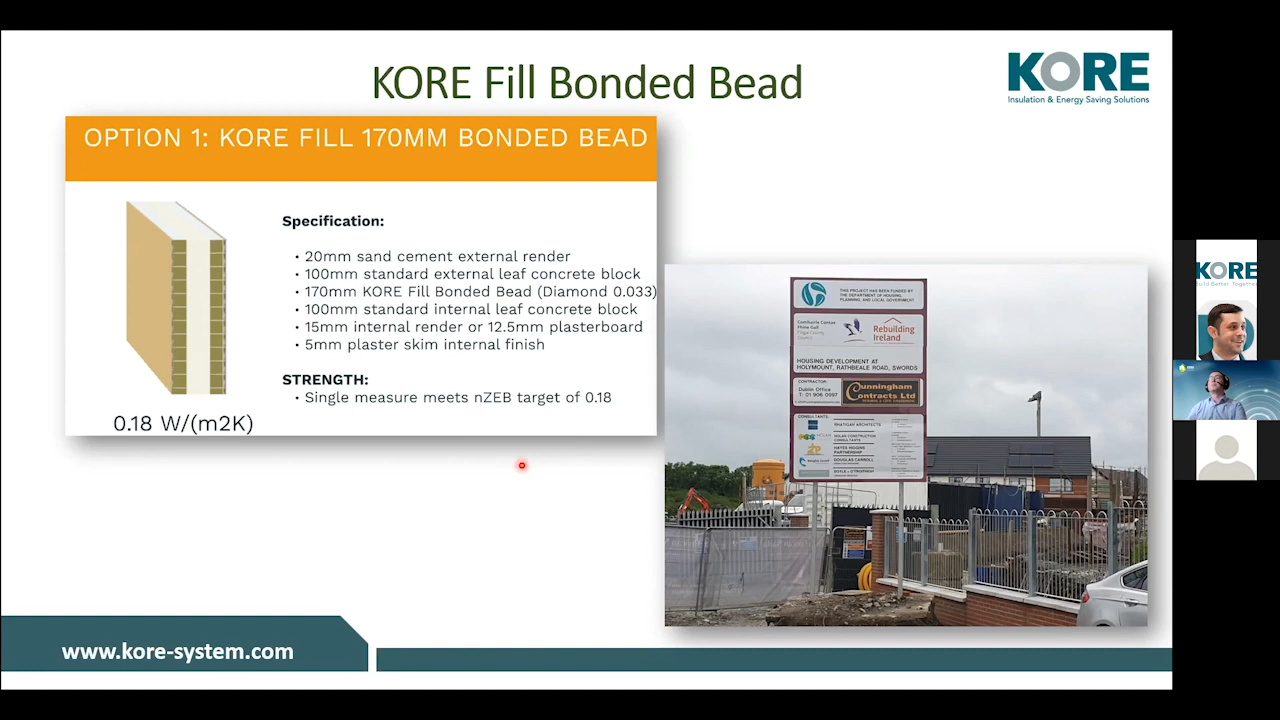 KORE Fill Bonded Bead
KORE
Insulation & Energy Saving Solutions
OPTION 1: KORE FILL 170MM BONDED BEAD
Specification:
• 20mm sand cement external render
• 100mm standard external leaf concrete block
• 170mm KORE Fill Bonded Bead (Diamond 0.033)
• 100mm standard internal leaf concrete block
• 15mm internal render or 12.5mm plasterboard
• 5mm plaster skim internal finish
STRENGTH:
• Single measure meets nZEB target of 0.18
0.18 W/(m2K)
THIS PROJECT HAS BEEN FUNDED BY
THE DEPARTMENT OF HOUSING,
PLANNING, AND LOCAL GOVERNMENT
Comhairle Contae
Fhine Gall
Fingal County
Council
Rebuilding
Ireland
HOUSING DEVELOPMENT AT
HOLYMOUNT, RATHBEALE ROAD, SWORDS
CONTRACTOR:
Dublin Office
T: 01 806 0997
Cunningham
Contracts Ltd
CONSULTANTS:
RHATIGAN ARCHITECTS
NOLAN CONSTRUCTION
CONSULTANTS
HAYES HIGGINS
PARTNERSHIP
DOUGLAS CARROLL
www.kore-system.com
KORE
Build Better. Together